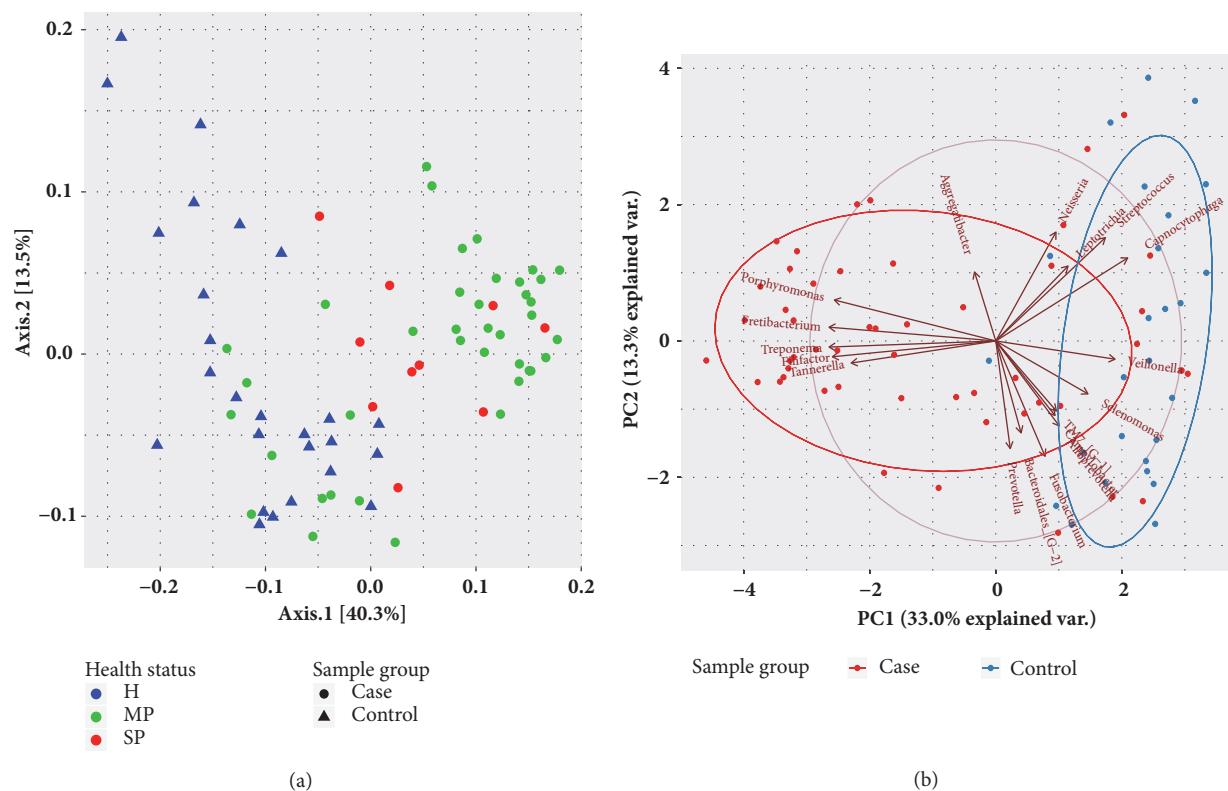 0.2
0.1
0.0
−0.1
Axis.2 [13.5%]
−0.2
−0.1
0.0
0.1
0.2
Axis.1 [40.3%]
Health status
H
MP
SP
Sample group
Case
Control
(a)
4
2
0
−2
PC2 (13.3% explained var.)
Aggregatibacter
Neisseria
Leptotrichia
Streptococcus
Capnocytophaga
Porphyromonas
Fretibacterium
Treponema
Filifactor
Tannerella
Veillonella
Selenomonas
TM7_[G−1]
Alloprevotella
Prevotella
Bacteroidales_[G−2]
Fusobacterium
−4
−2
0
2
PC1 (33.0% explained var.)
Sample group
Case
Control
(b)